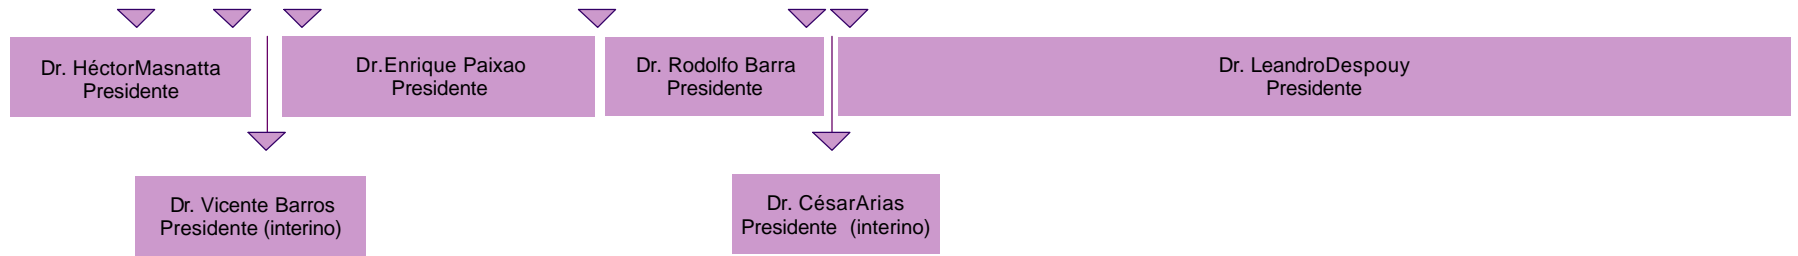 Dr. HéctorMasnatta
Presidente
Dr.Enrique Paixao
Presidente
Dr. Rodolfo Barra
Presidente
Dr. LeandroDespouy
Presidente
Dr. Vicente Barros
Presidente (interino)
Dr. CésarArias
Presidente (interino)